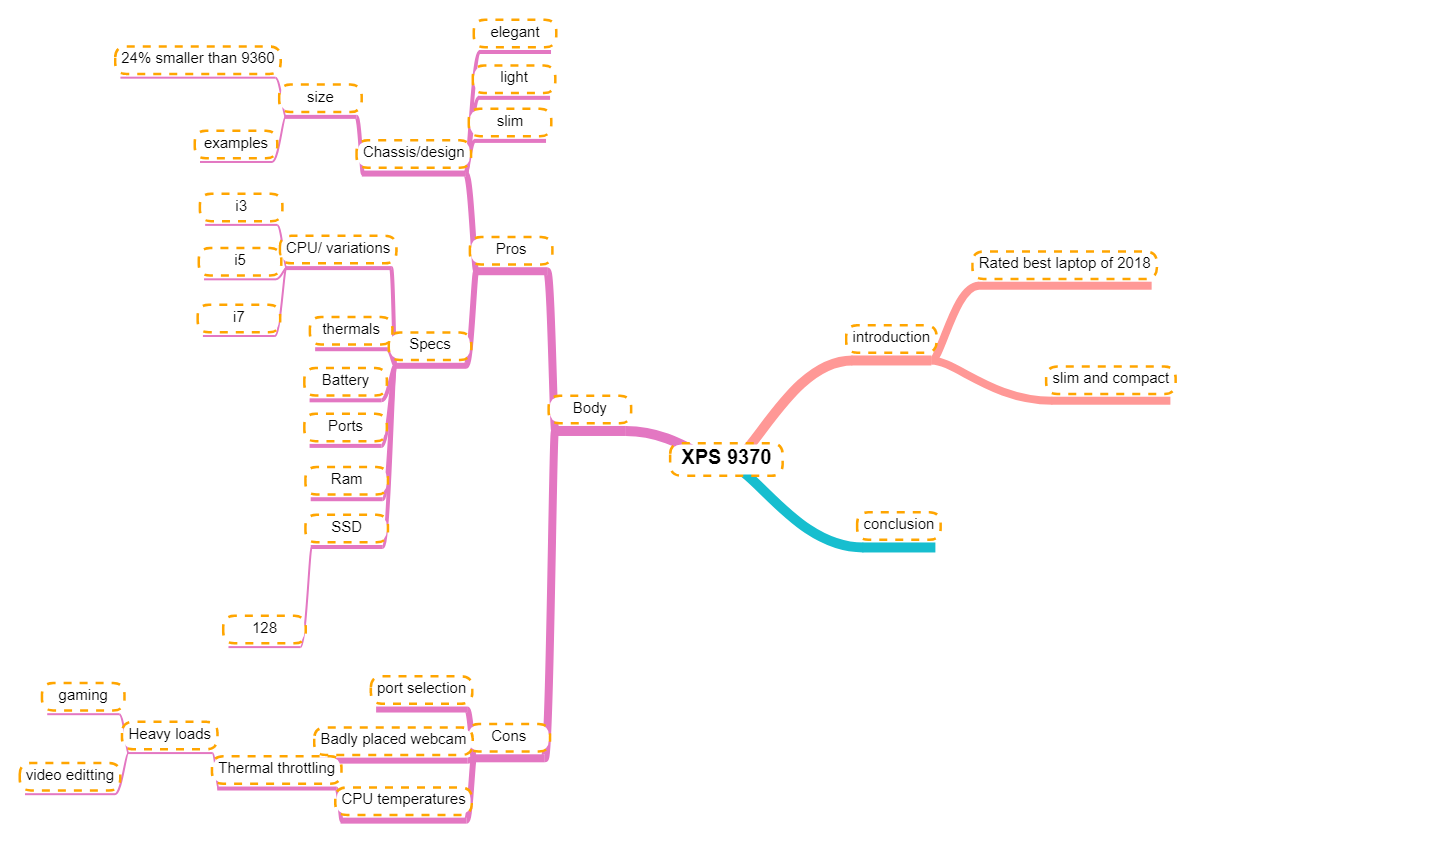 elegant
24% smaller than 9360
light
size
slim
examples
Chassis/design
i3
CPU/ variations
Pros
i5
Rated best laptop of 2018
i7
thermals
Specs
introduction
Battery
slim and compact
Body
Ports
XPS 9370
Ram
SSD
conclusion
128
port selection
gaming
Heavy loads
Badly placed webcam
Cons
video editting
Thermal throttling
CPU temperatures